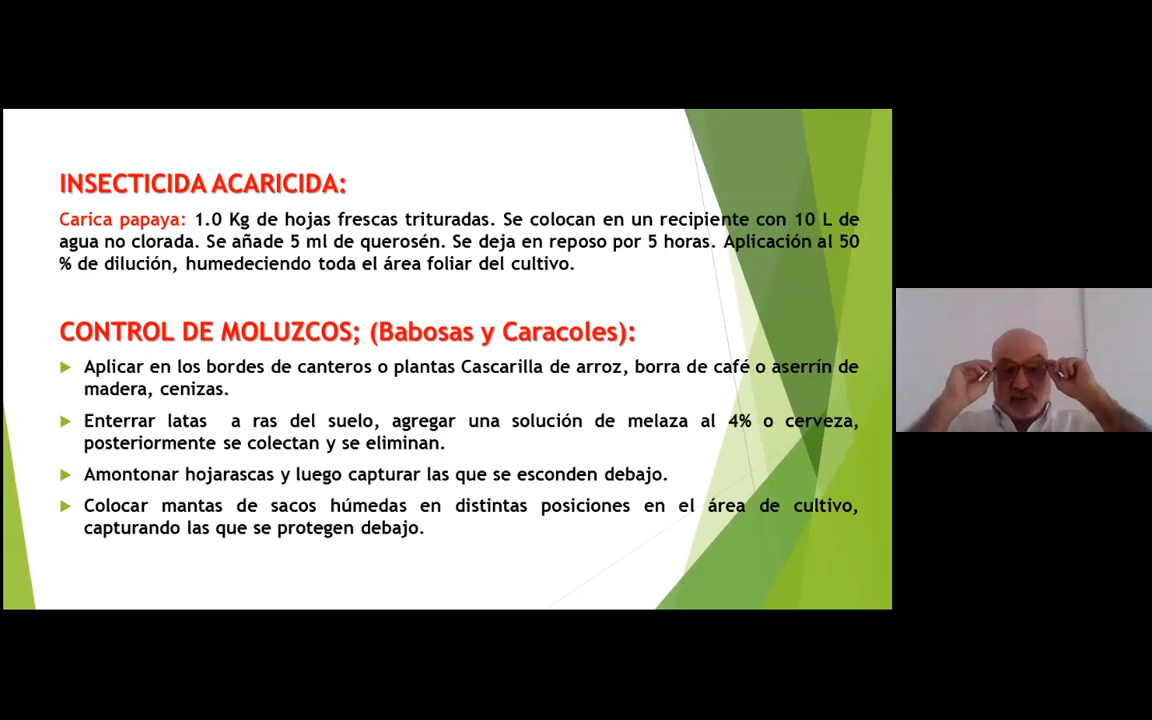 INSECTICIDA ACARICIDA:
Carica papaya: 1.0 Kg de hojas frescas trituradas. Se colocan en un recipiente con 10 L de
agua no clorada. Se añade 5 ml de querosén. Se deja en reposo por 5 horas. Aplicación al 50
% de dilución, humedeciendo toda el área foliar del cultivo.
CONTROL DE MOLUZCOS; (Babosas y Caracoles):
Aplicar en los bordes de canteros o plantas Cascarilla de arroz, borra de café o aserrín de
madera, cenizas.
Enterrar latas a ras del suelo, agregar una solución de melaza al 4% o cerveza,
posteriormente se colectan y se eliminan.
Amontonar hojarascas y luego capturar las que se esconden debajo.
Colocar mantas de sacos húmedas en distintas posiciones en el área de cultivo,
capturando las que se protegen debajo.